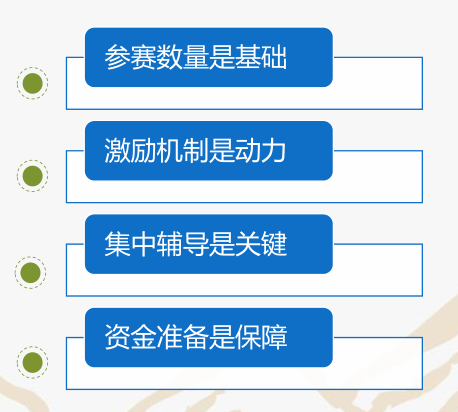 参赛数量是基础
激励机制是动力
集中辅导是关键
资金准备是保障